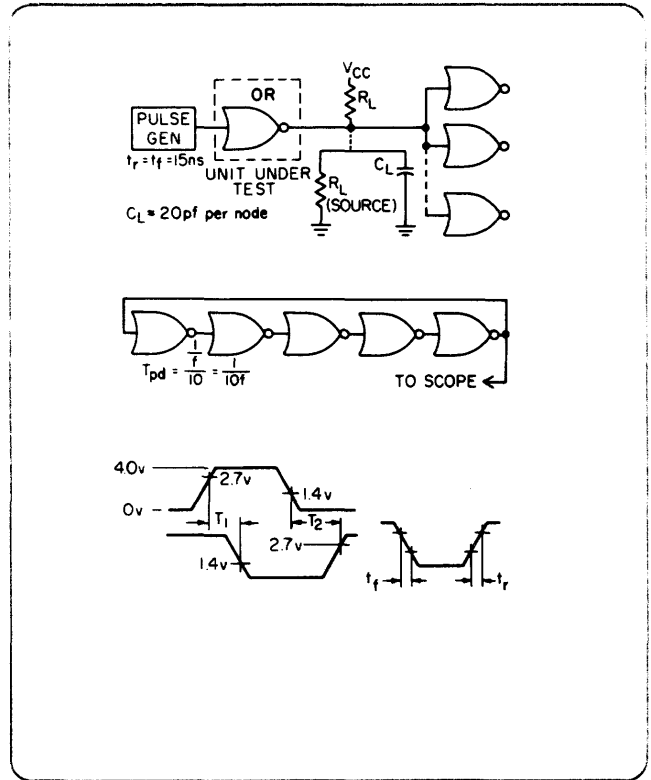 VCC
RL
OR
PULSE
GEN
tr = tf = 15ns
UNIT UNDER
TEST
RL
(SOURCE)
CL
CL = 20pf per node
Tpd = 1/f/10 = 1/10f
TO SCOPE
4.0v
2.7v
1.4v
0v
T1
T2
2.7v
1.4v
tf
tr